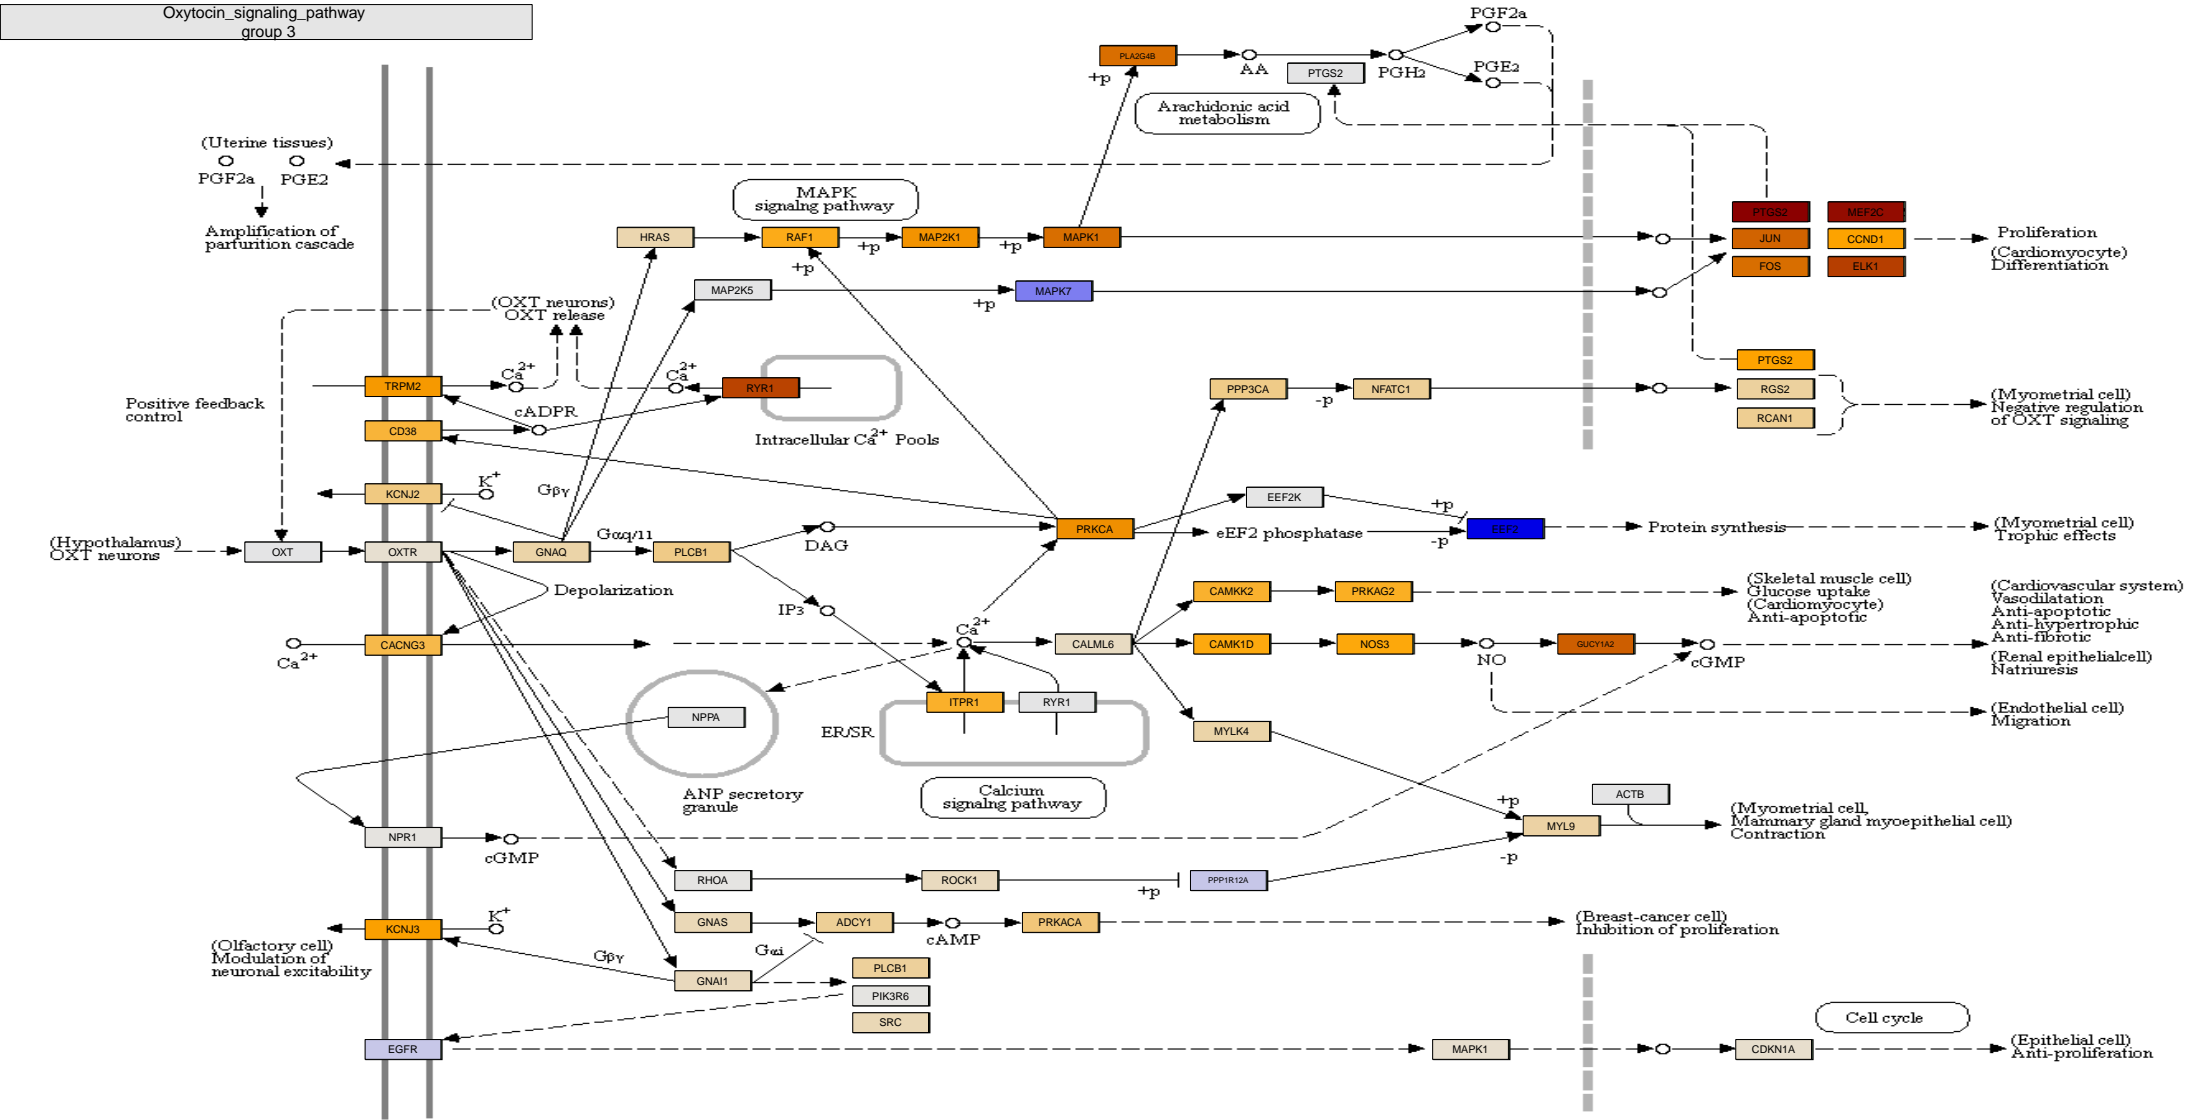 Oxytocin_signaling_pathway
group 3
PGF2a
PLA2G4B
+p
AA
PTGS2
PGH2
PGE2
Arachidonic acid
metabolism
(Uterine tissues)
PGF2a
PGE2
Amplification of
parturition cascade
MAPK
signalng pathway
HRAS
RAF1
+p
MAP2K1
+p
MAPK1
+p
PTGS2
MEF2C
JUN
CCND1
FOS
ELK1
Proliferation
(Cardiomyocyte)
Differentiation
MAP2K5
+p
MAPK7
(OXT neurons)
OXT release
Positive feedback
control
TRPM2
Ca2+
Ca2+
RYR1
cADPR
CD38
Intracellular Ca2+ Pools
PPP3CA
-p
NFATC1
PTGS2
RGS2
RCAN1
(Myometrial cell)
Negative regulation
of OXT signaling
KCNJ2
K+
Gβγ
(Hypothalamus)
OXT neurons
OXT
OXTR
GNAQ
Gαq/11
PLCB1
DAG
PRKCA
EEF2K
+p
eEF2 phosphatase
-p
EEF2
Protein synthesis
(Myometrial cell)
Trophic effects
Depolarization
IP3
CAMKK2
PRKAG2
(Skeletal muscle cell)
Glucose uptake
(Cardiomyocyte)
Anti-apoptotic
(Cardiovascular system)
Vasodilatation
Anti-apoptotic
Anti-hypertrophic
Anti-fibrotic
(Renal epithelialcell)
Natriuresis
Ca2+
CACNG3
Ca2+
CALML6
CAMK1D
NOS3
NO
GUCY1A2
cGMP
NPPA
ITPR1
RYR1
ER/SR
MYLK4
(Endothelial cell)
Migration
ANP secretory
granule
Calcium
signalng pathway
ACTB
+p
MYL9
-p
(Myometrial cell,
Mammary gland myoepithelial cell)
Contraction
NPR1
cGMP
RHOA
ROCK1
+p
PPP1R12A
KCNJ3
K+
GNAS
ADCY1
cAMP
PRKACA
(Breast-cancer cell)
Inhibition of proliferation
(Olfactory cell)
Modulation of
neuronal excitability
Gβγ
Gαi
GNAI1
PLCB1
PIK3R6
SRC
Cell cycle
EGFR
MAPK1
CDKN1A
(Epithelial cell)
Anti-proliferation